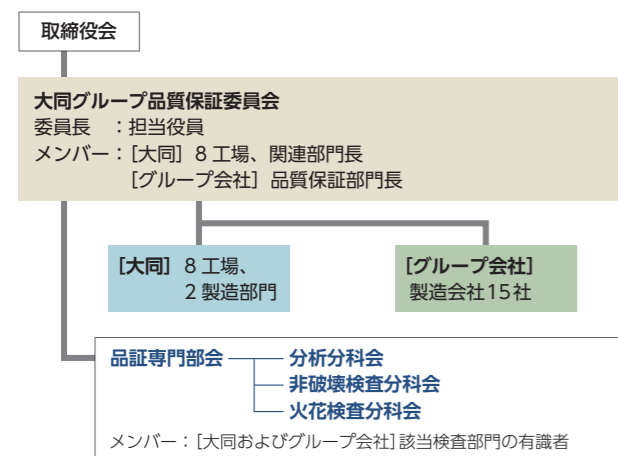 取締役会
大同グループ品質保証委員会
委員長　：担当役員
メンバー：［大同］8工場、関連部門長
［グループ会社］品質保証部門長
［大同］8工場、
2製造部門
［グループ会社］
製造会社15社
品証専門部会
分析分科会
非破壊検査分科会
火花検査分科会
メンバー：［大同およびグループ会社］該当検査部門の有識者